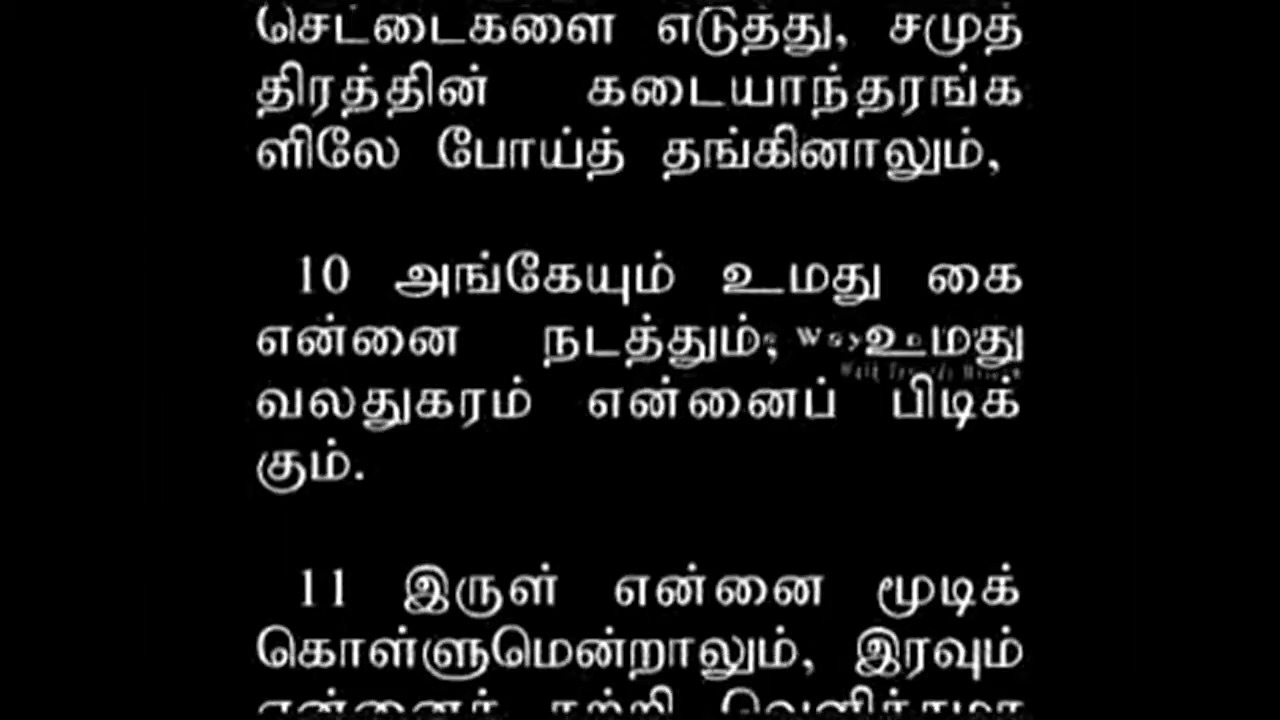 செட்டைகளை எடுத்து, சமுத்
திரத்தின் கடையாந்தரங்க
ளிலே போய்த் தங்கினாலும்,
10 அங்கேயும் உமது கை
என்னை நடத்தும், உமது
வலதுகரம் என்னைப் பிடிக்
கும்.
11 இருள் என்னை மூடிக்
கொள்ளுமென்றாலும், இரவும்